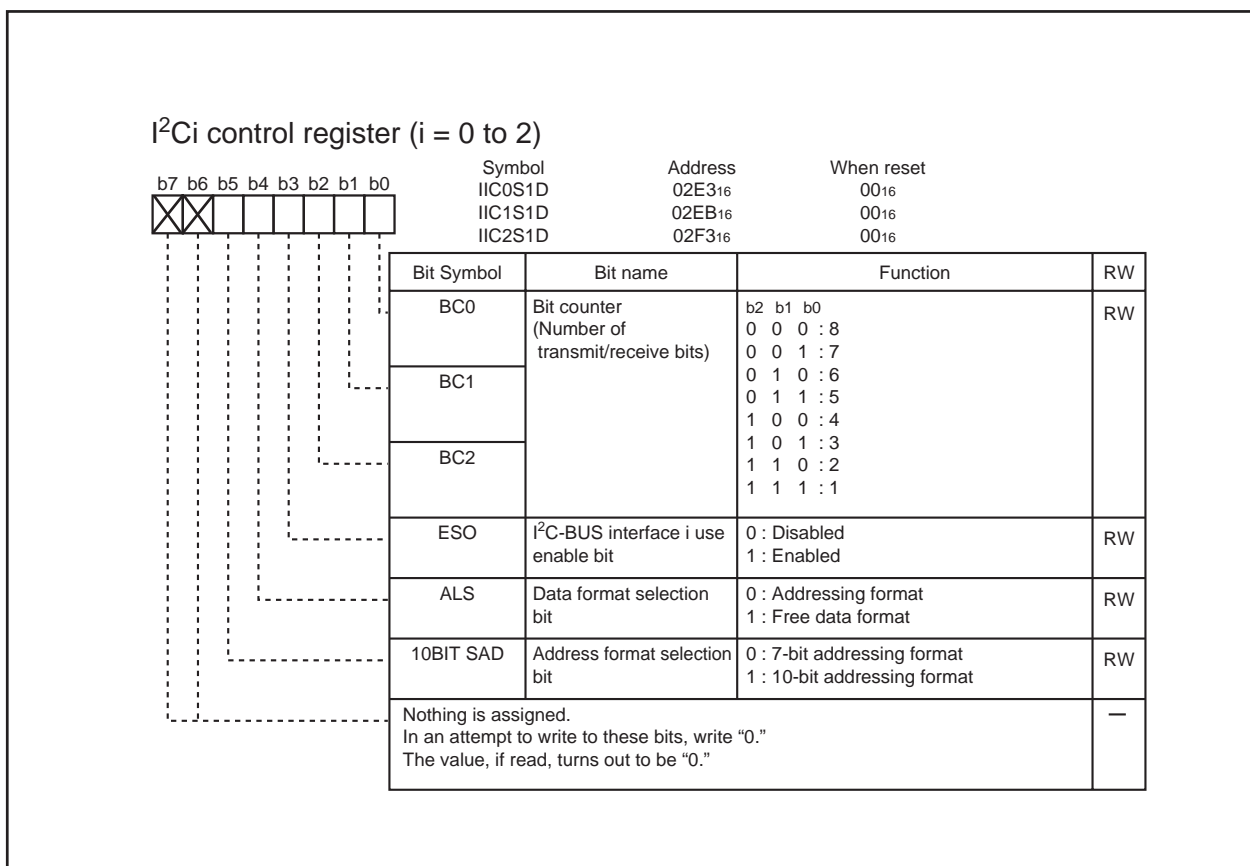 I²Ci control register (i = 0 to 2)
Symbol Address When reset
b7 b6 b5 b4 b3 b2 b1 b0
IIC0S1D 02E3₁₆ 00₁₆
IIC1S1D 02EB₁₆ 00₁₆
IIC2S1D 02F3₁₆ 00₁₆
Bit Symbol Bit name Function RW
BC0 Bit counter b2 b1 b0 RW
(Number of 0 0 0 : 8
transmit/receive bits) 0 0 1 : 7
0 1 0 : 6
BC1 0 1 1 : 5
1 0 0 : 4
1 0 1 : 3
BC2 1 1 0 : 2
1 1 1 : 1
ESO I²C-BUS interface i use 0 : Disabled RW
enable bit 1 : Enabled
ALS Data format selection 0 : Addressing format RW
bit 1 : Free data format
10BIT SAD Address format selection 0 : 7-bit addressing format RW
bit 1 : 10-bit addressing format
Nothing is assigned. —
In an attempt to write to these bits, write “0.”
The value, if read, turns out to be “0.”